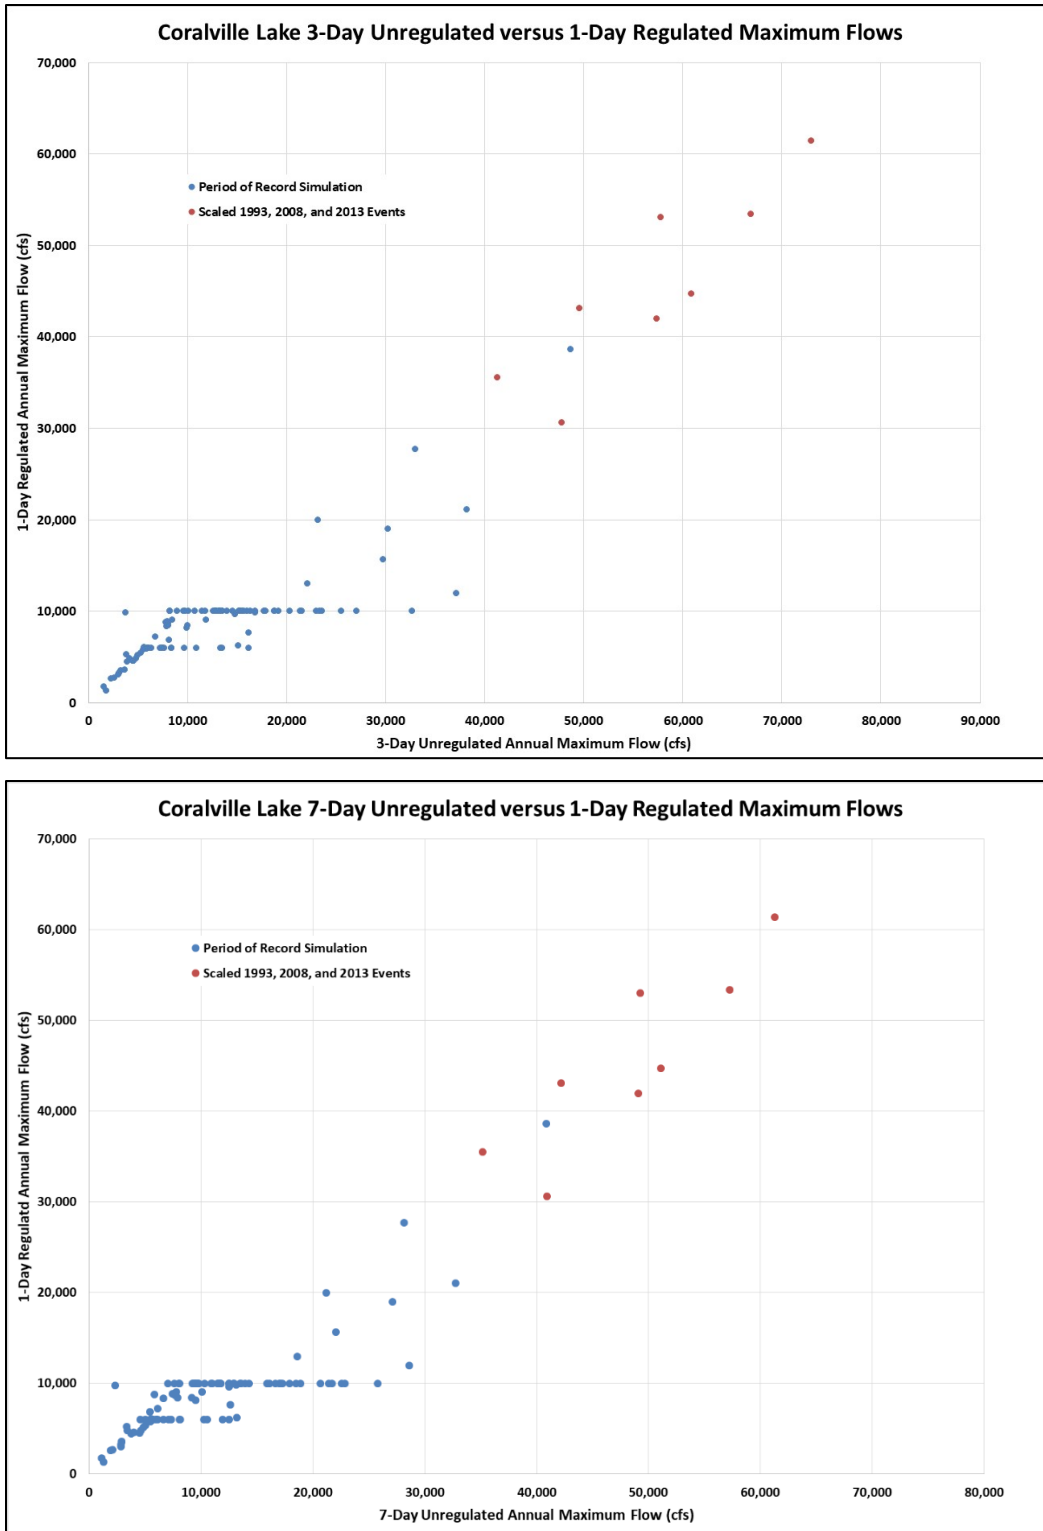 Coralville Lake 3-Day Unregulated versus 1-Day Regulated Maximum Flows
70,000
60,000
50,000
40,000
30,000
20,000
10,000
0
1-Day Regulated Annual Maximum Flow (cfs)
Period of Record Simulation
Scaled 1993, 2008, and 2013 Events
0 10,000 20,000 30,000 40,000 50,000 60,000 70,000 80,000 90,000
3-Day Unregulated Annual Maximum Flow (cfs)
Coralville Lake 7-Day Unregulated versus 1-Day Regulated Maximum Flows
70,000
60,000
50,000
40,000
30,000
20,000
10,000
0
1-Day Regulatd Annual Maximum Flow (cfs)
Period of Record Simulation
Scaled 1993, 2008, and 2013 Events
0 10,000 20,000 30,000 40,000 50,000 60,000 70,000 80,000
7-Day Unregulated Annual Maximum Flow (cfs)